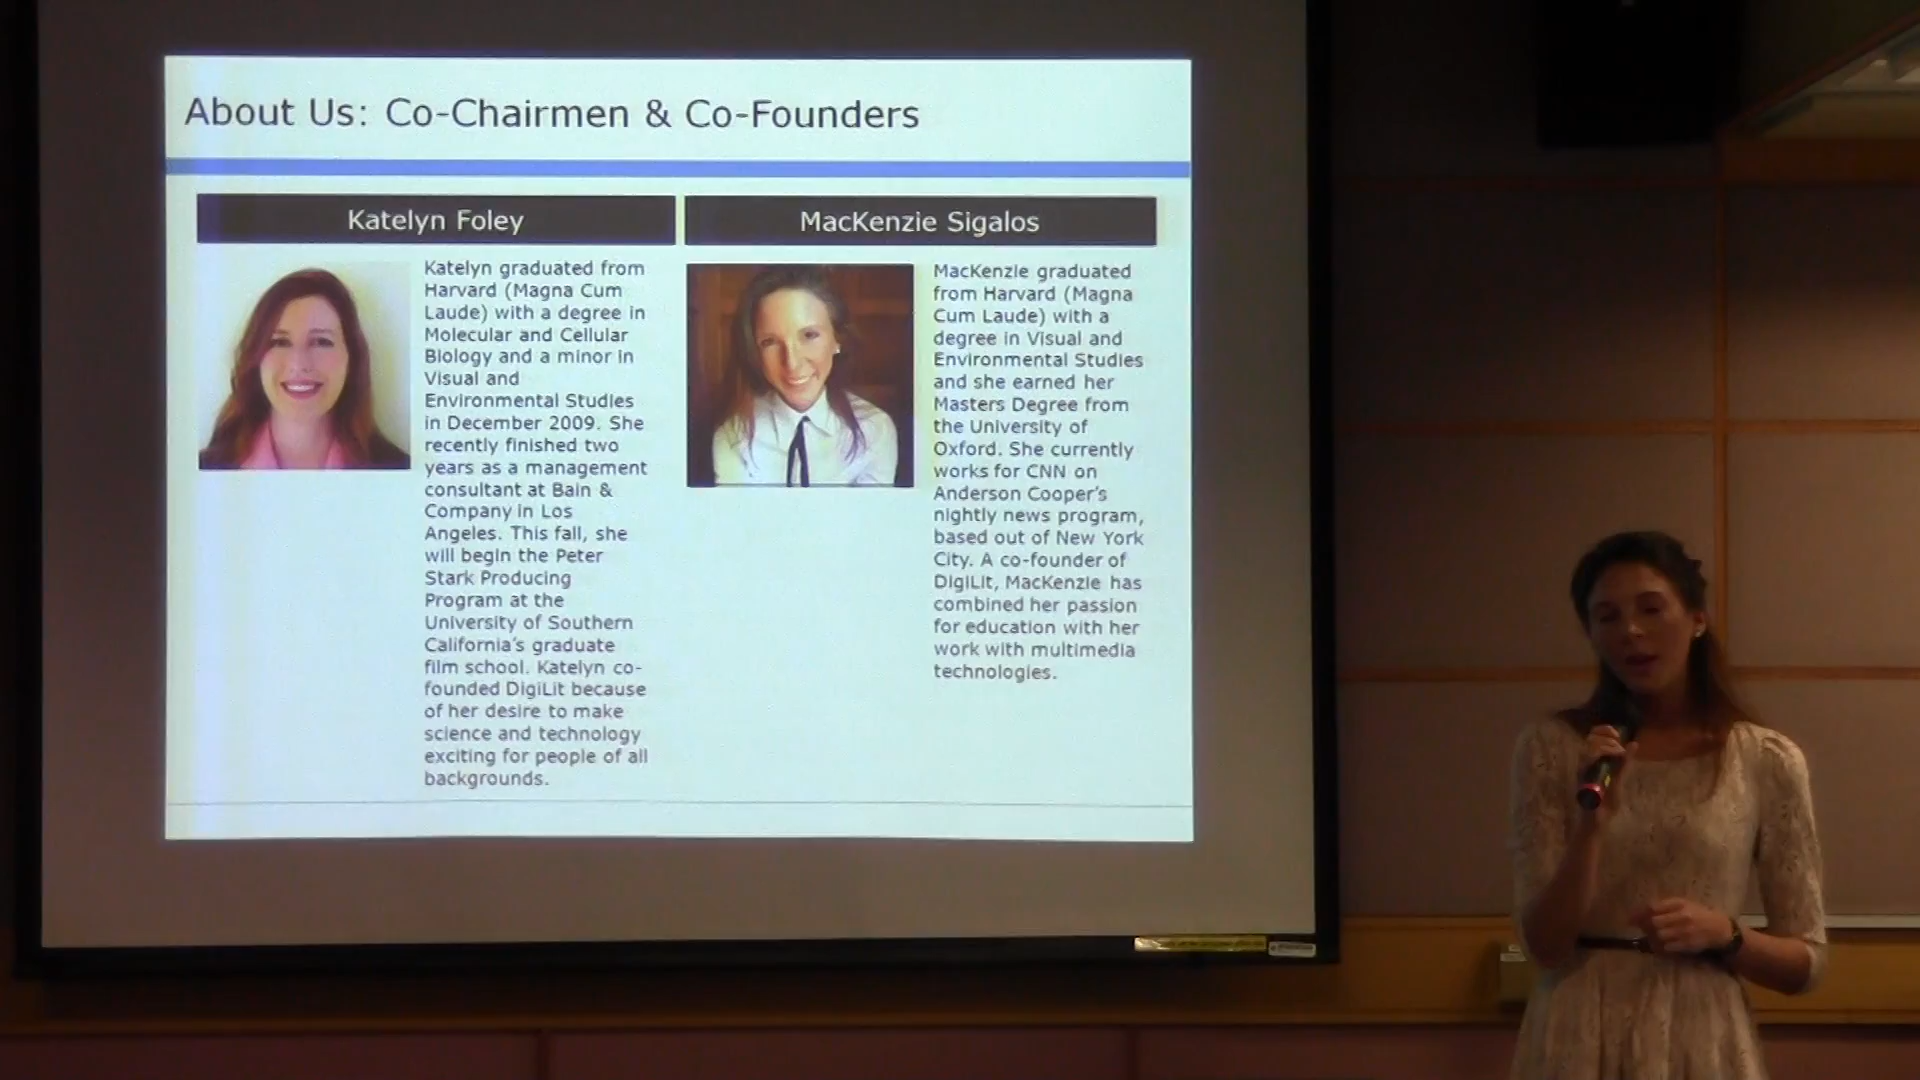 About Us: Co-Chairmen & Co-Founders
Katelyn Foley
Katelyn graduated from
Harvard (Magna Cum
Laude) with a degree in
Molecular and Cellular
Biology and a minor in
Visual and
Environmental Studies
in December 2009. She
recently finished two
years as a management
consultant at Bain &
Company in Los
Angeles. This fall, she
will begin the Peter
Stark Producing
Program at the
University of Southern
California's graduate
film school. Katelyn co-
founded DigiLit because
of her desire to make
science and technology
exciting for people of all
backgrounds.
MacKenzie Sigalos
MacKenzie graduated
from Harvard (Magna
Cum Laude) with a
degree in Visual and
Environmental Studies
and she earned her
Masters Degree from
the University of
Oxford. She currently
works for CNN on
Anderson Cooper's
nightly news program,
based out of New York
City. A co-founder of
DigiLit, MacKenzie has
combined her passion
for education with her
work with multimedia
technologies.